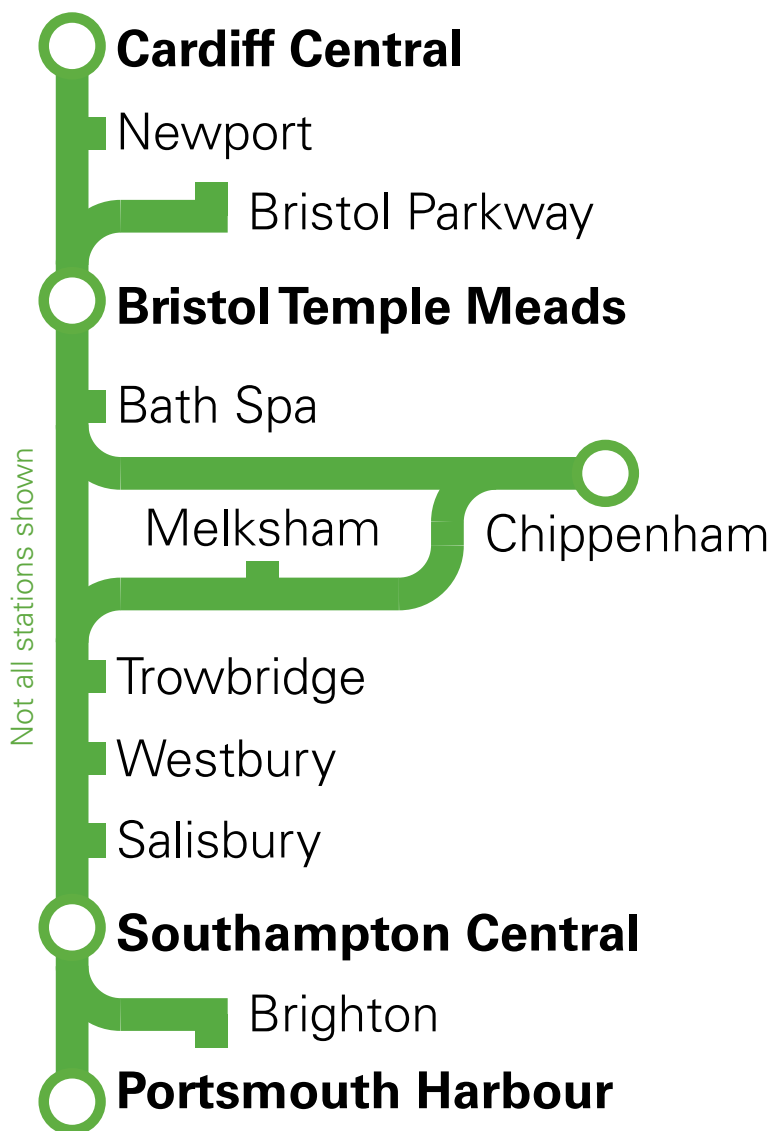 Cardiff Central
Newport
Bristol Parkway
Bristol Temple Meads
Bath Spa
Chippenham
Melksham
Not all stations shown
Trowbridge
Westbury
Salisbury
Southampton Central
Brighton
Portsmouth Harbour